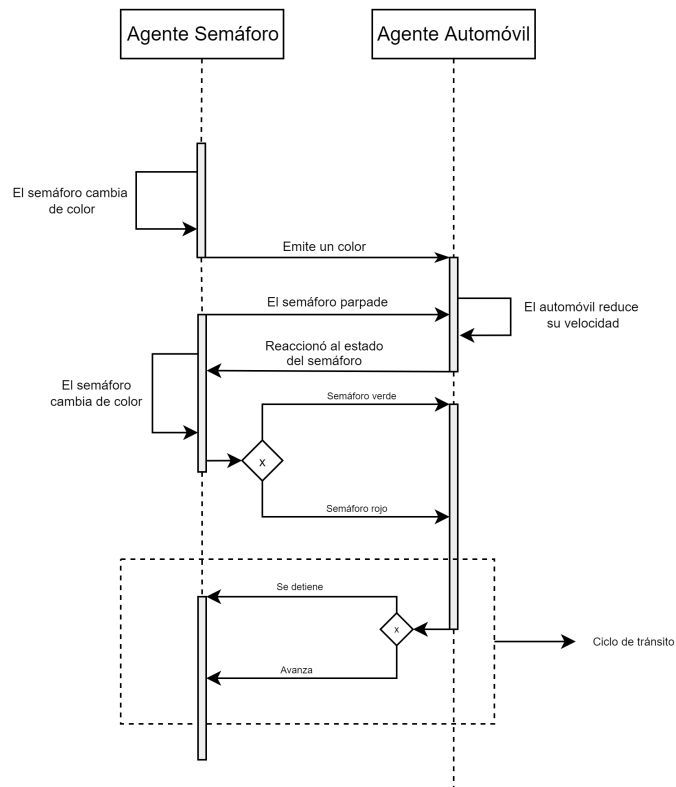 Agente Semáforo
Agente Automóvil
El semáforo cambia
de color
Emite un color
El semáforo parpade
El automóvil reduce
su velocidad
Reaccionó al estado
del semáforo
El semáforo
cambia de color
Semáforo verde
x
Semáforo rojo
Se detiene
x
Ciclo de tránsito
Avanza